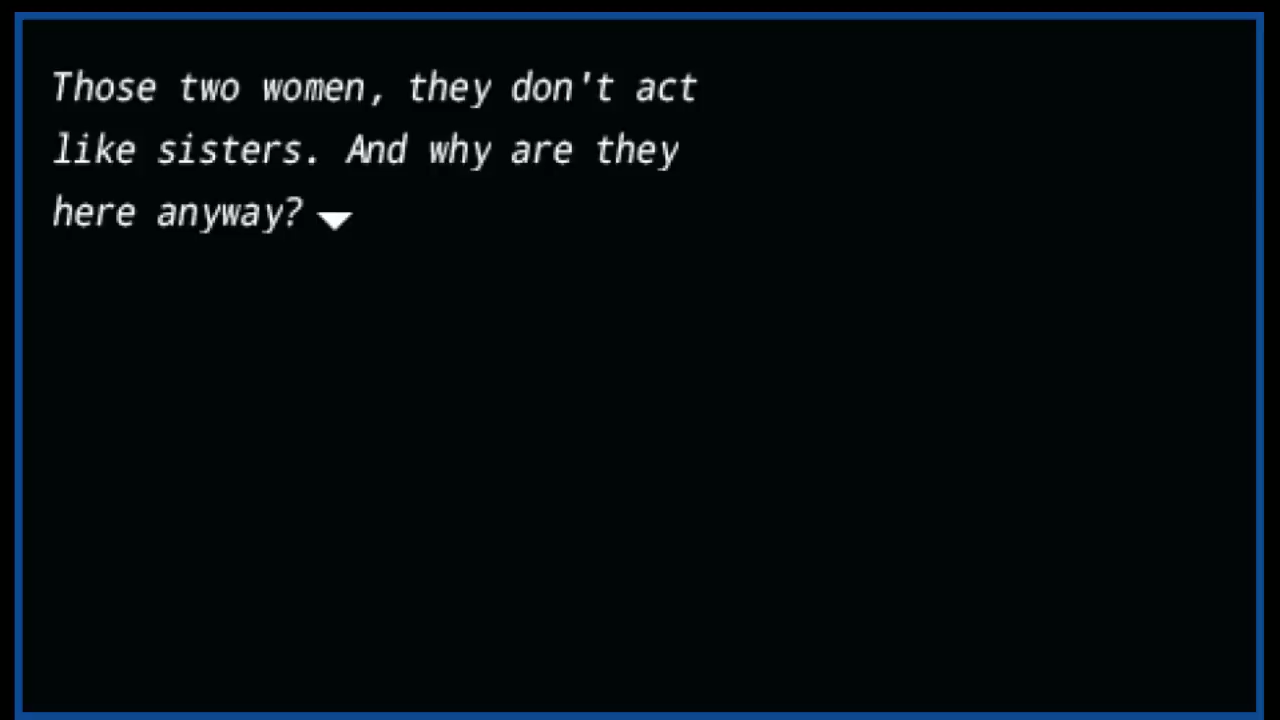 Those two women, they don't act
like sisters. And why are they
here anyway?